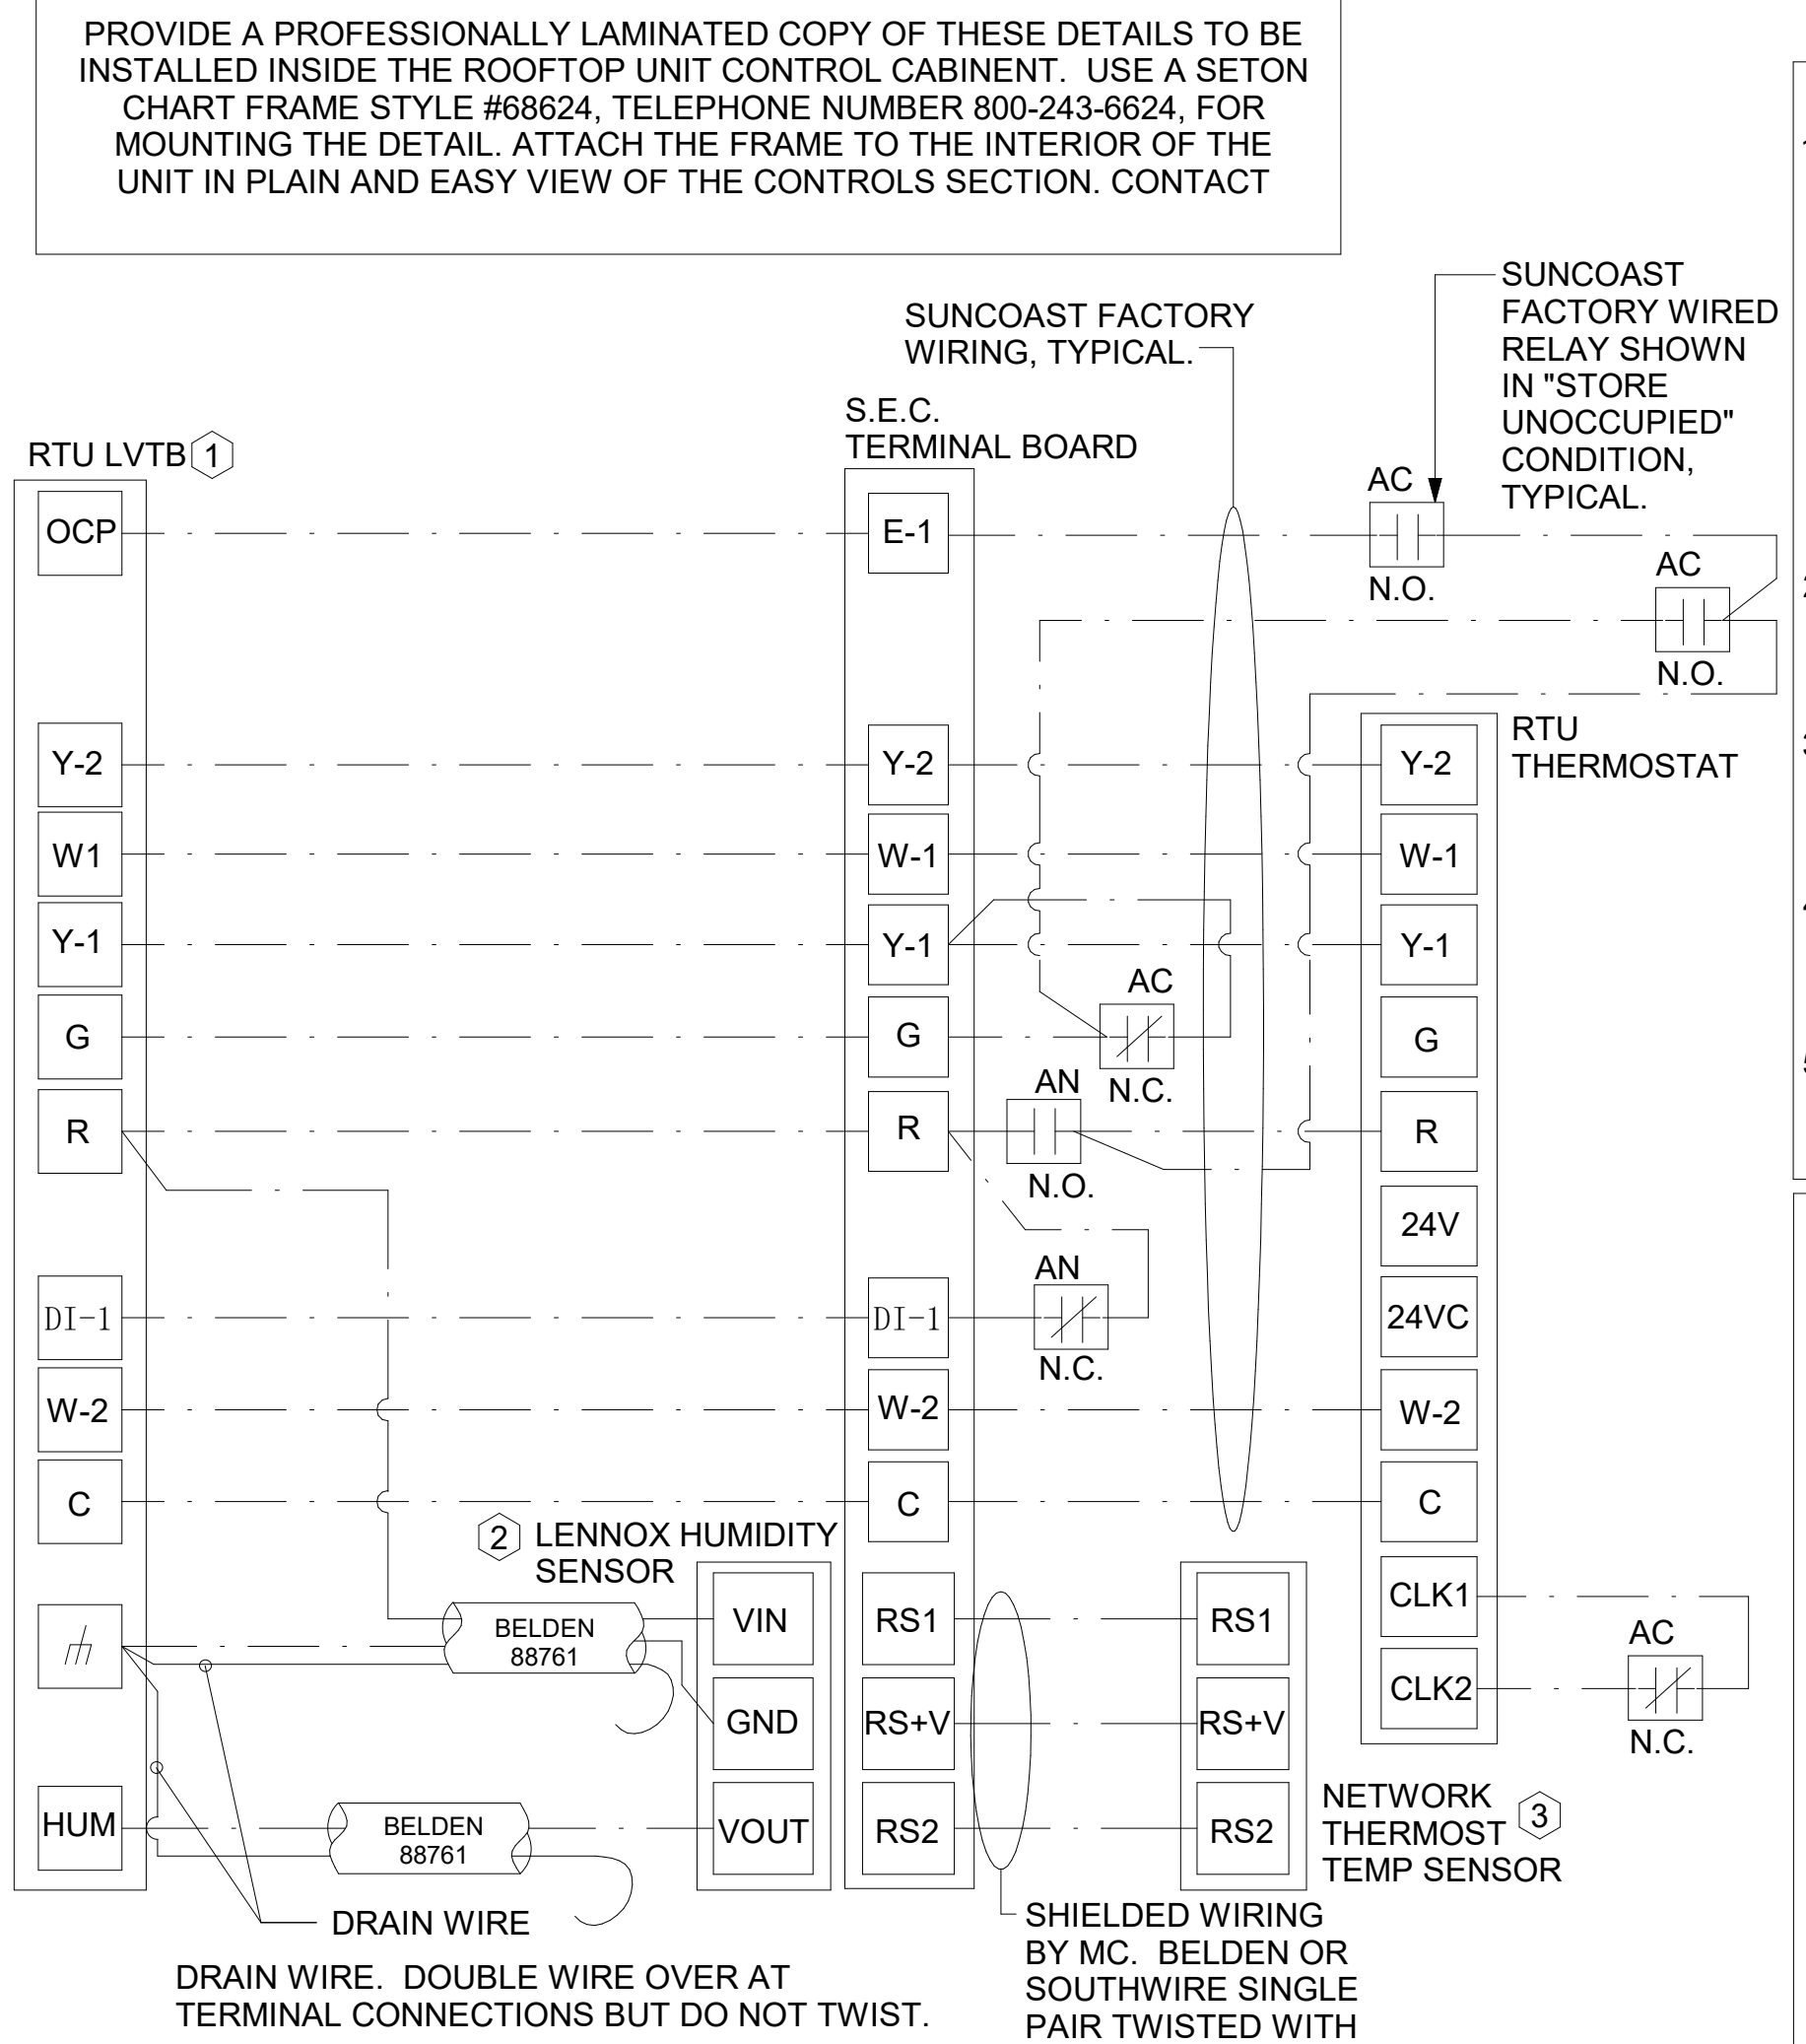 PROVIDE A PROFESSIONALLY LAMINATED COPY OF THESE DETAILS TO BE
INSTALLED INSIDE THE ROOFTOP UNIT CONTROL CABINENT. USE A SETON
CHART FRAME STYLE #68624, TELEPHONE NUMBER 800-243-6624, FOR
MOUNTING THE DETAIL. ATTACH THE FRAME TO THE INTERIOR OF THE
UNIT IN PLAIN AND EASY VIEW OF THE CONTROLS SECTION. CONTACT
SUNCOAST
FACTORY WIRED
RELAY SHOWN
IN "STORE
UNOCCUPIED"
CONDITION,
TYPICAL.
SUNCOAST FACTORY
WIRING, TYPICAL.
S.E.C.
TERMINAL BOARD
RTU LVTB 1
OCP
Y-2
W1
Y-1
G
R
DI-1
W-2
C
HUM
E-1
Y-2
W-1
Y-1
G
R
DI-1
W-2
C
RS1
RS+V
RS2
AC
N.O.
AC
N.O.
AC
N.C.
AN
N.O.
AN
N.C.
RTU
THERMOSTAT
Y-2
W-1
Y-1
G
R
24V
24VC
W-2
C
CLK1
CLK2
AC
N.C.
2 LENNOX HUMIDITY
SENSOR
VIN
GND
VOUT
BELDEN
88761
BELDEN
88761
RS1
RS+V
RS2
NETWORK
THERMOST 3
TEMP SENSOR
DRAIN WIRE
DRAIN WIRE. DOUBLE WIRE OVER AT
TERMINAL CONNECTIONS BUT DO NOT TWIST.
SHIELDED WIRING
BY MC. BELDEN OR
SOUTHWIRE SINGLE
PAIR TWISTED WITH